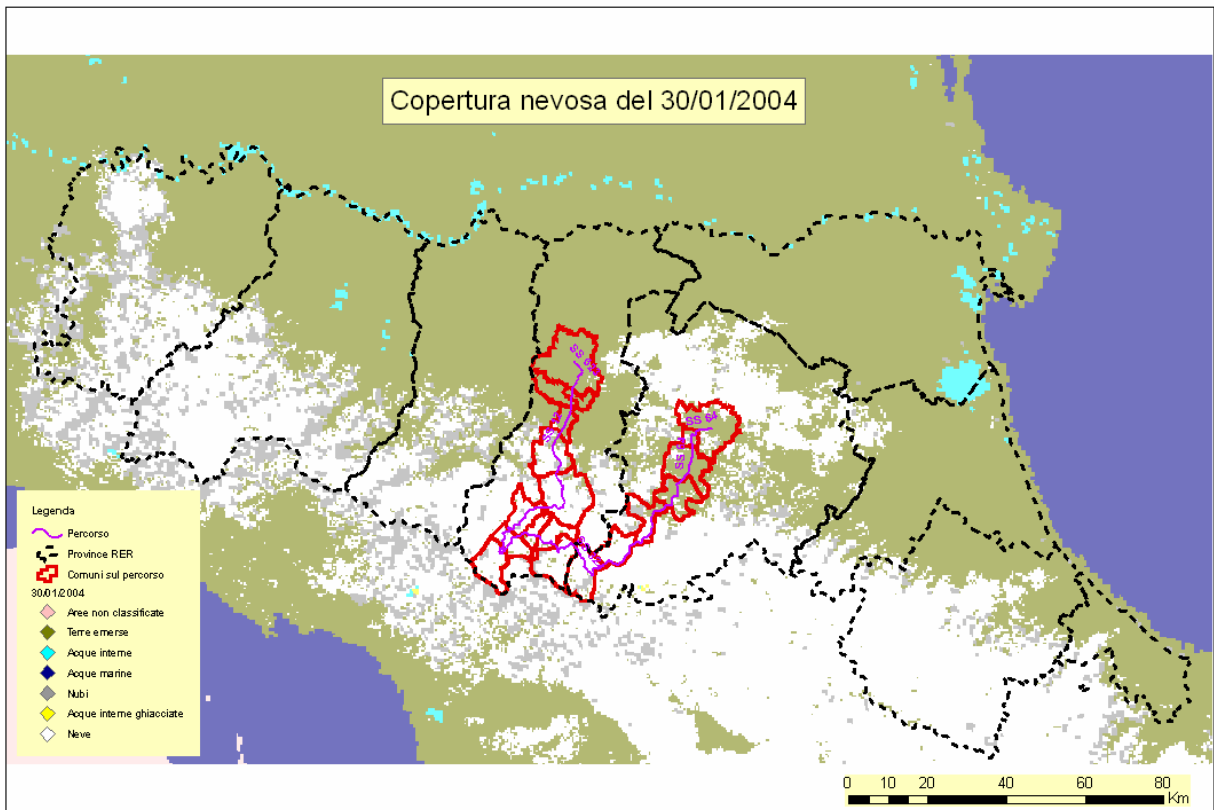 Copertura nevosa del 30/01/2004
SS 64
SS 64
Legenda
Percorso
Province RER
Comuni sul percorso
30/01/2004
Aree non classificate
Terre emerse
Acque interne
Acque marine
Nubi
Acque interne ghiacciate
Neve
0 10 20 40 60 80
Km